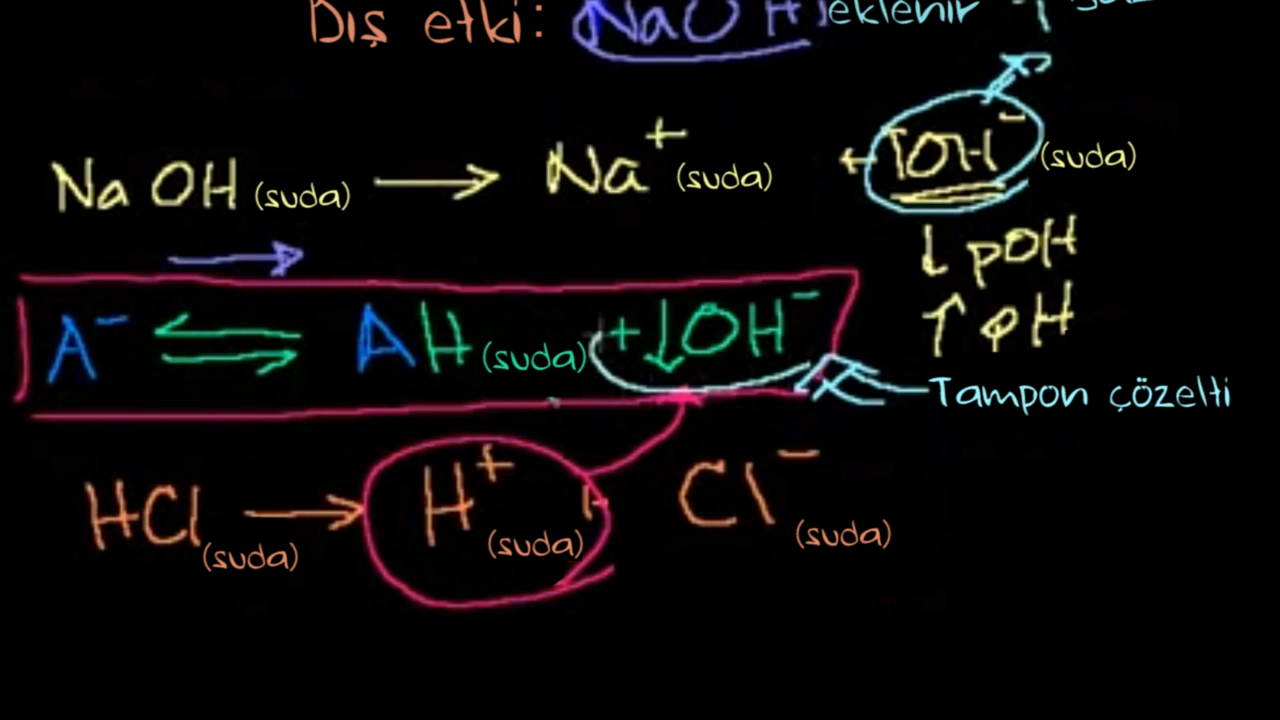 Dış etki: NaOH eklenir ↑
NaOH(suda) → Na⁺(suda) + ↑OH⁻(suda)
↓ pOH
↑ pH
A⁻ ⇌ AH(suda) + ↓OH⁻
Tampon çözelti
HCl(suda) → H⁺(suda) + Cl⁻(suda)